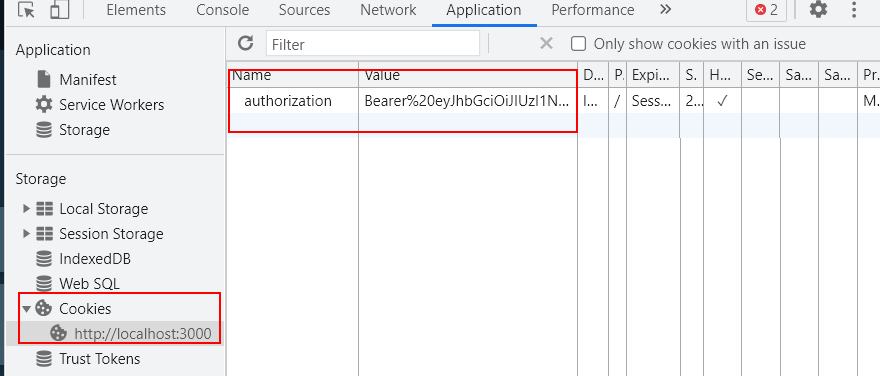 Elements Console Sources Network Application Performance » 2
Application
Manifest
Service Workers
Storage
Storage
Local Storage
Session Storage
IndexedDB
Web SQL
Cookies
http://localhost:3000
Trust Tokens
Filter Only show cookies with an issue
Name Value D... P. Expi... S. H... Se... Sa... Sa... Pr...
authorization Bearer%20eyJhbGciOiJIUzI1N... l... / Sess... 2... ✓ M.